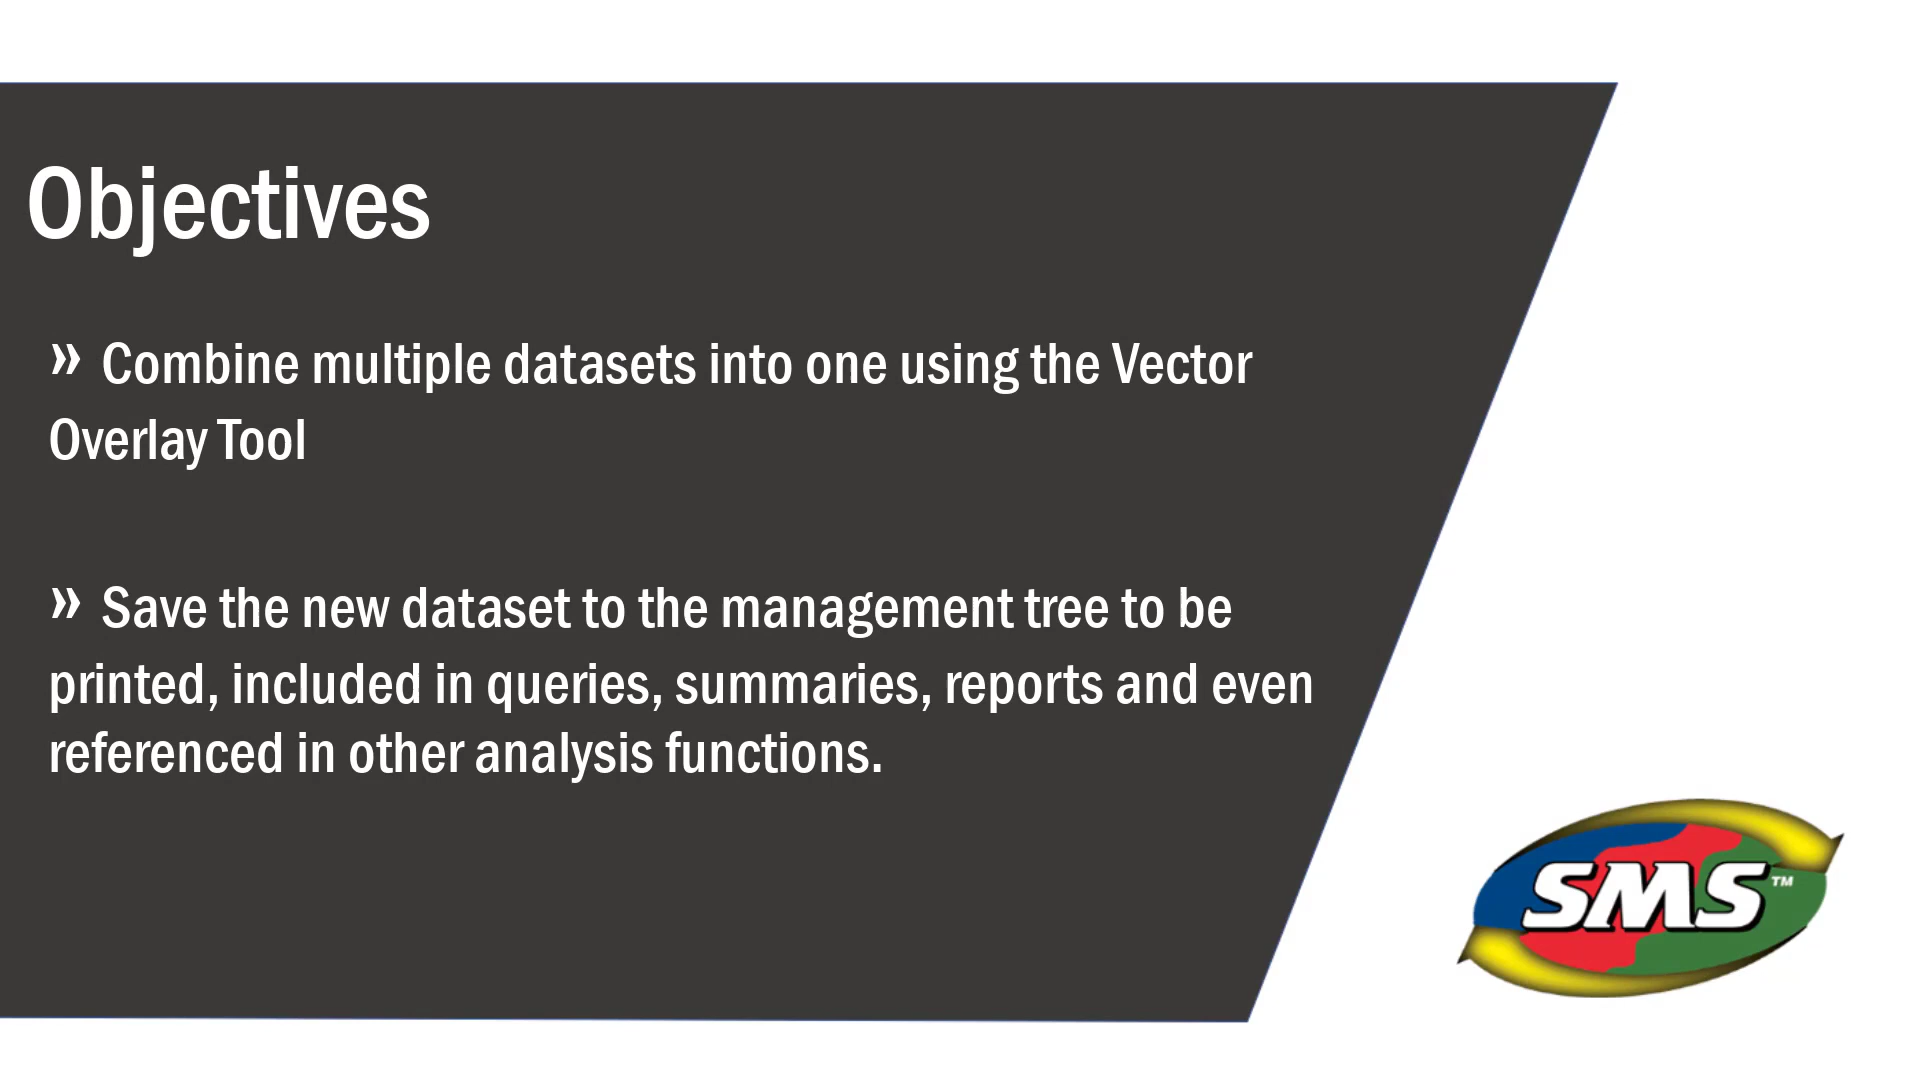 Objectives
» Combine multiple datasets into one using the Vector
Overlay Tool
» Save the new dataset to the management tree to be
printed, included in queries, summaries, reports and even
referenced in other analysis functions.
SMS™